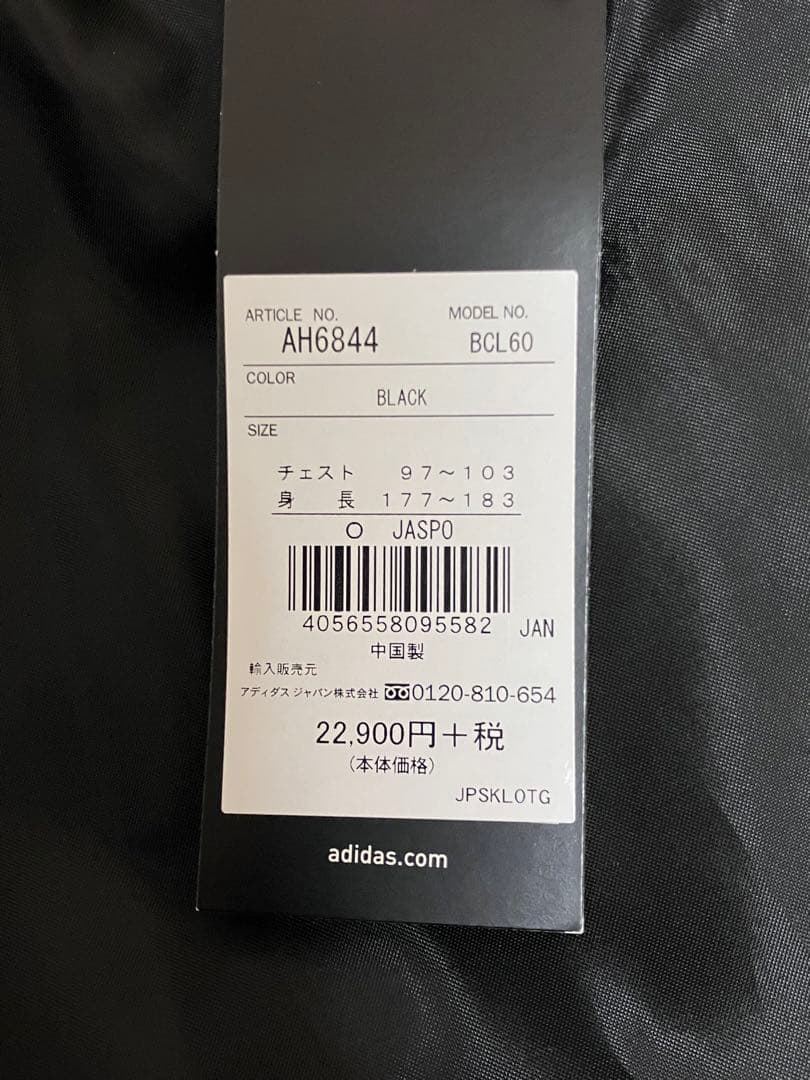 ARTICLE NO. MODEL NO.
AH6844 BCL60
COLOR
BLACK
SIZE
チェスト 97～103
身長 177～183
O JASPO
4056558095582 JAN
中国製
輸入販売元
アディダス ジャパン株式会社 0120-810-654
22,900円＋税
(本体価格)
JPSKLOTG
adidas.com